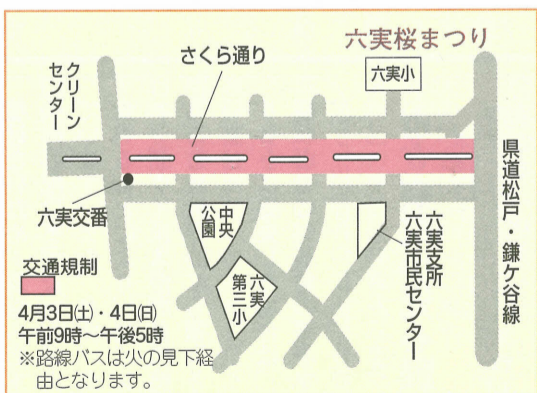 六実桜まつり
さくら通り
六実小
クリーン
センター
県道松戸・鎌ケ谷線
六実交番
中央
公園
六実
第三小
六実支所
六実市民センター
交通規制
4月3日㈯・4日㈰
午前9時～午後5時
※路線バスは火の見下経
由となります。